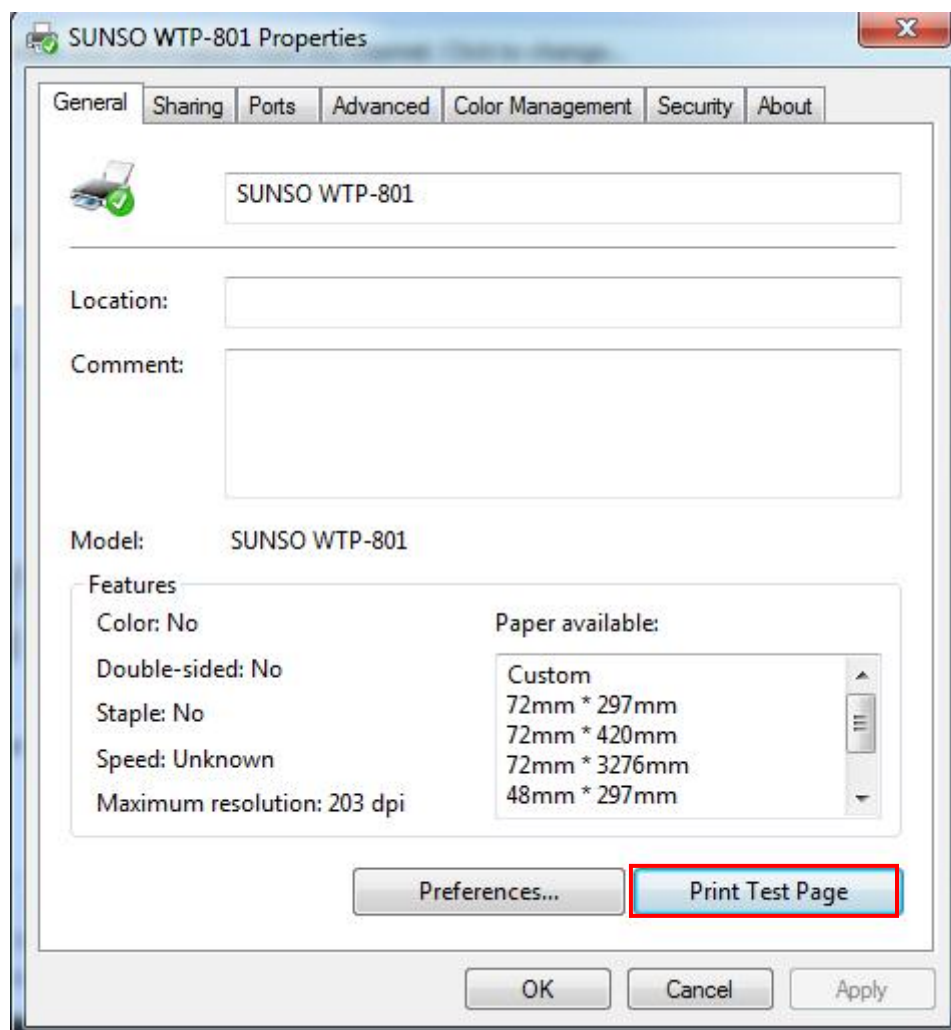 SUNSO WTP-801 Properties
General Sharing Ports Advanced Color Management Security About
SUNSO WTP-801
Location:
Comment:
Model: SUNSO WTP-801
Features
Color: No
Double-sided: No
Staple: No
Speed: Unknown
Maximum resolution: 203 dpi
Paper available:
Custom
72mm * 297mm
72mm * 420mm
72mm * 3276mm
48mm * 297mm
Preferences... Print Test Page
OK Cancel Apply